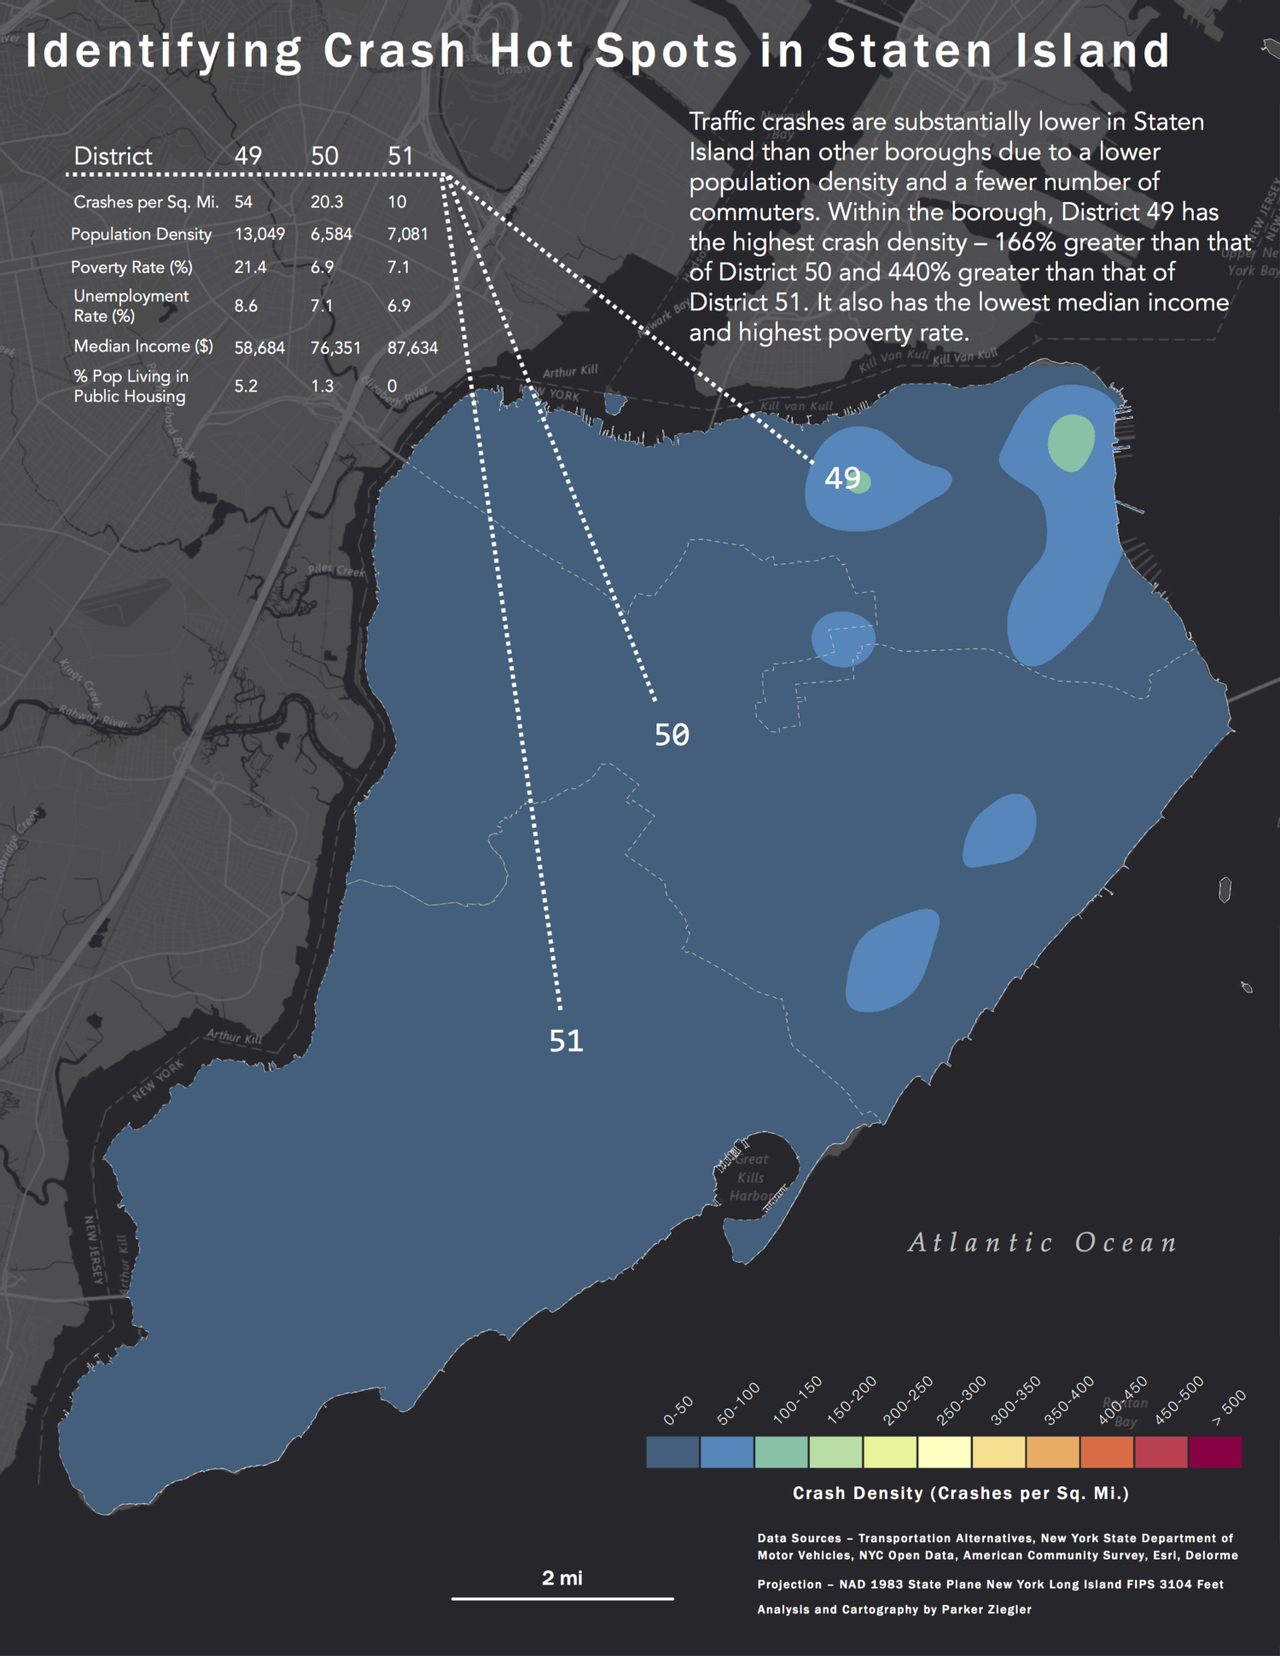 Identifying Crash Hot Spots in Staten Island
Traffic crashes are substantially lower in Staten
Island than other boroughs due to a lower
population density and a fewer number of
commuters. Within the borough, District 49 has
the highest crash density – 166% greater than that
of District 50 and 440% greater than that of
District 51. It also has the lowest median income
and highest poverty rate.
District 49 50 51
Crashes per Sq. Mi. 54 20.3 10
Population Density 13,049 6,584 7,081
Poverty Rate (%) 21.4 6.9 7.1
Unemployment
Rate (%) 8.6 7.1 6.9
Median Income ($) 58,684 76,351 87,634
% Pop Living in
Public Housing 5.2 1.3 0
Newark Bay
NEW JERSEY
NEW
Upper Ne
York Bay
Kill Van Kull Kill Van Kull
Arthur Kill
NEW YORK
Kill van Kull
Elizabeth River
49
Piles Creek
Kings Creek
Rahway River
50
51
Arthur Kill
NEW YORK
Great
Kills
Harbor
NEW JERSEY
Arthur Kill
Atlantic Ocean
Bay
0-50
50-100
100-150
150-200
200-250
250-300
300-350
350-400
400-450
450-500
> 500
Crash Density (Crashes per Sq. Mi.)
Data Sources – Transportation Alternatives, New York State Department of
Motor Vehicles, NYC Open Data, American Community Survey, Esri, Delorme
Projection – NAD 1983 State Plane New York Long Island FIPS 3104 Feet
Analysis and Cartography by Parker Ziegler
2 mi